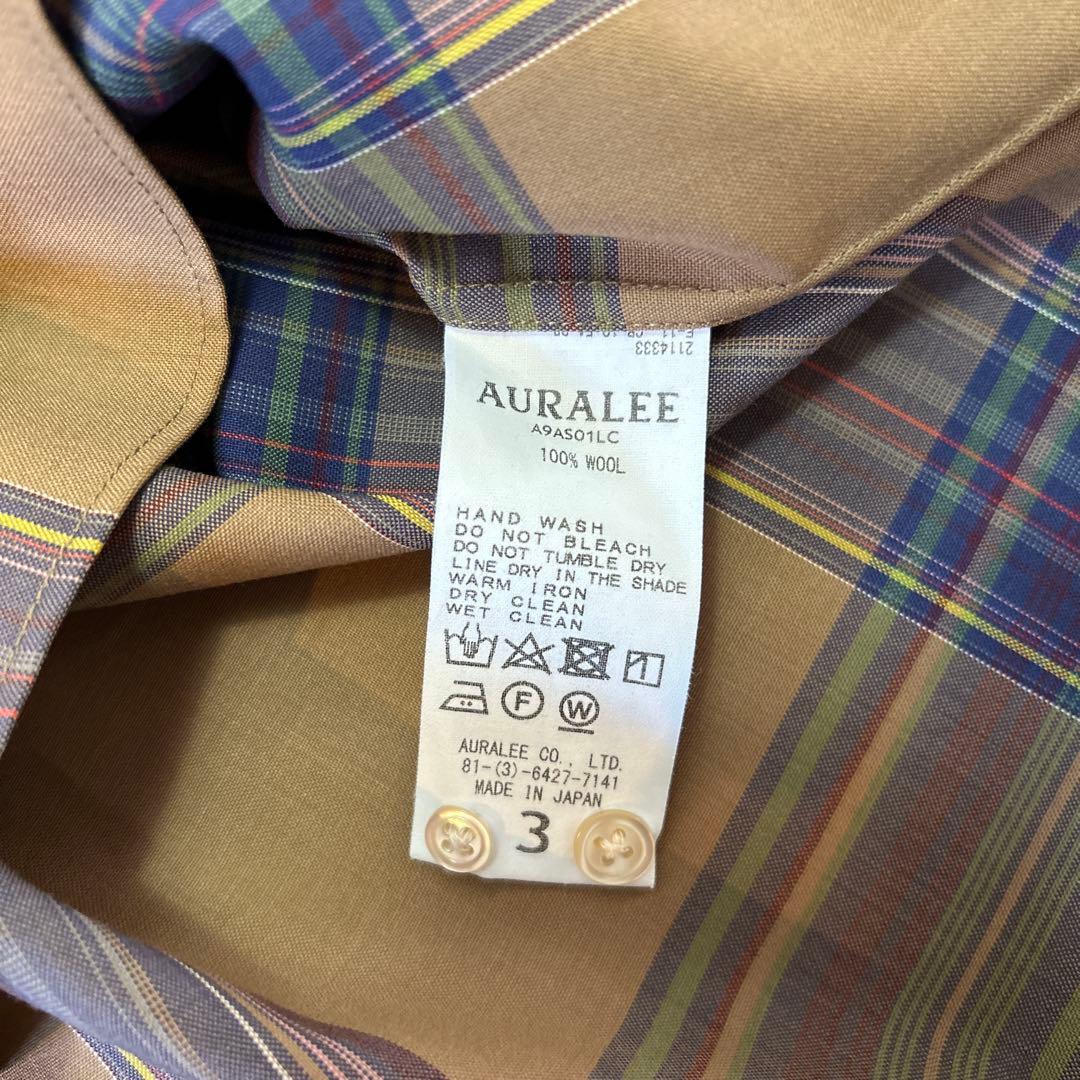 2114333
AURALEE
A9AS01LC
100% WOOL
HAND WASH
DO NOT BLEACH
DO NOT TUMBLE DRY
LINE DRY IN THE SHADE
WARM IRON
DRY CLEAN
WET CLEAN
F W
AURALEE CO., LTD.
81-(3)-6427-7141
MADE IN JAPAN
3